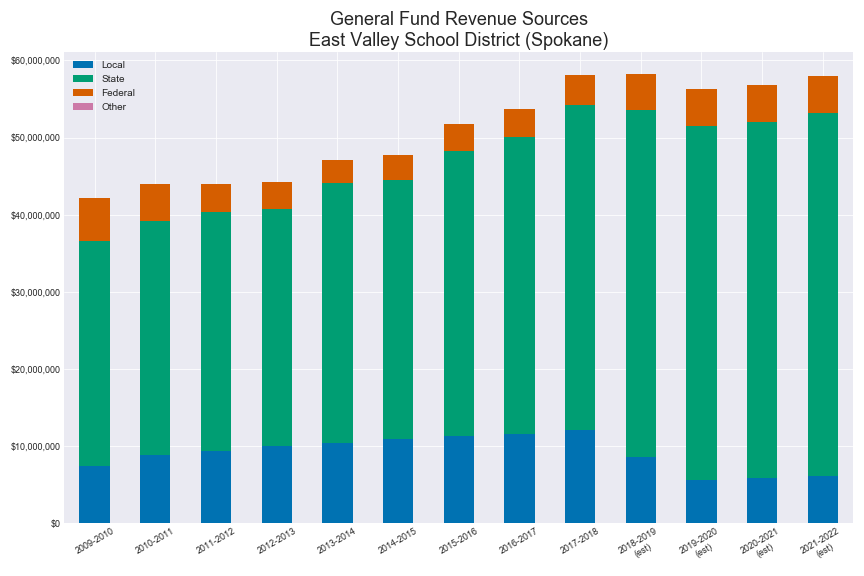 General Fund Revenue Sources
East Valley School District (Spokane)
Local
State
Federal
Other
$60,000,000
$50,000,000
$40,000,000
$30,000,000
$20,000,000
$10,000,000
$0
2009-2010
2010-2011
2011-2012
2012-2013
2013-2014
2014-2015
2015-2016
2016-2017
2017-2018
2018-2019
(est)
2019-2020
(est)
2020-2021
(est)
2021-2022
(est)